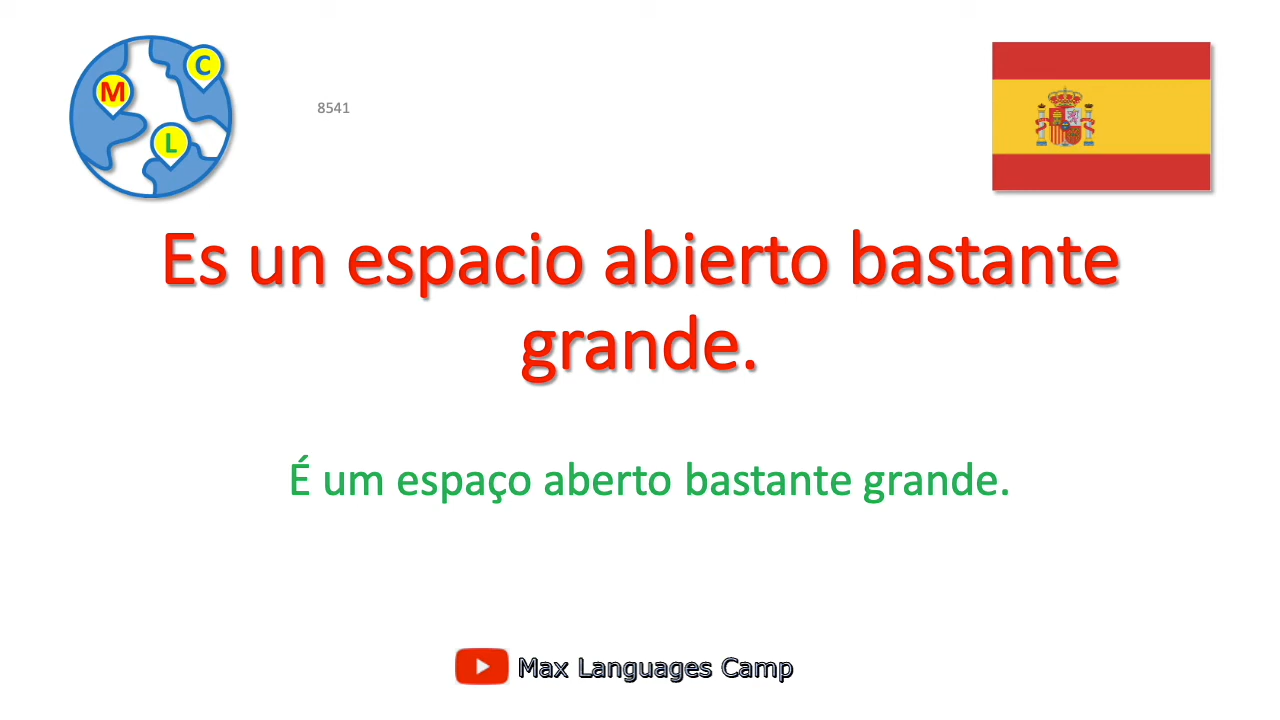 M
C
L
8541
Es un espacio abierto bastante
grande.
É um espaço aberto bastante grande.
Max Languages Camp